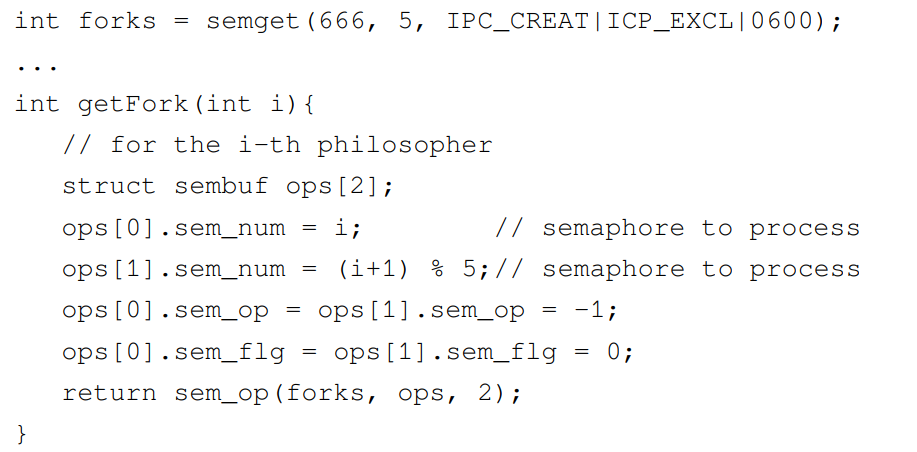 int forks = semget(666, 5, IPC_CREAT|ICP_EXCL|0600);
...
int getFork(int i){
// for the i-th philosopher
struct sembuf ops[2];
ops[0].sem_num = i; // semaphore to process
ops[1].sem_num = (i+1) % 5;// semaphore to process
ops[0].sem_op = ops[1].sem_op = -1;
ops[0].sem_flg = ops[1].sem_flg = 0;
return sem_op(forks, ops, 2);
}